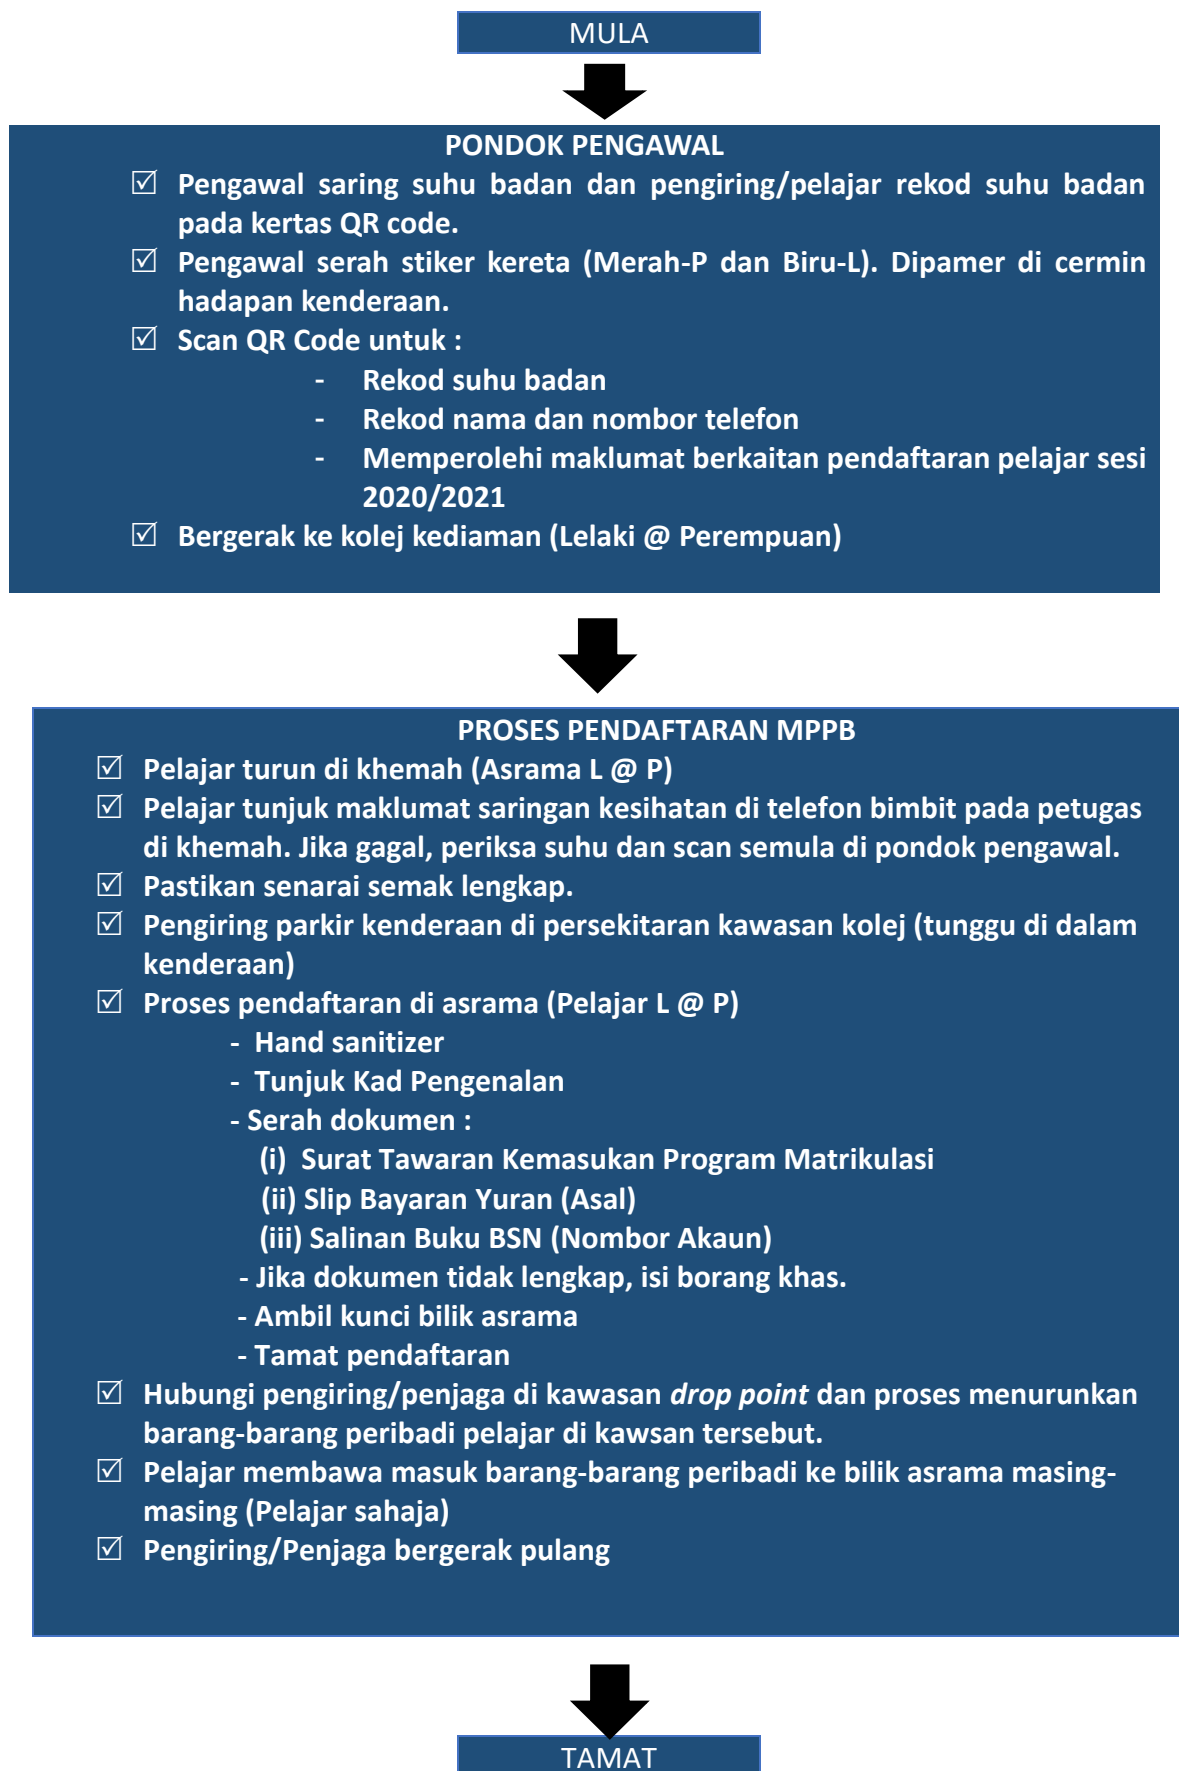 MULA
PONDOK PENGAWAL
☑ Pengawal saring suhu badan dan pengiring/pelajar rekod suhu badan
pada kertas QR code.
☑ Pengawal serah stiker kereta (Merah-P dan Biru-L). Dipamer di cermin
hadapan kenderaan.
☑ Scan QR Code untuk :
- Rekod suhu badan
- Rekod nama dan nombor telefon
- Memperolehi maklumat berkaitan pendaftaran pelajar sesi
2020/2021
☑ Bergerak ke kolej kediaman (Lelaki @ Perempuan)
PROSES PENDAFTARAN MPPB
☑ Pelajar turun di khemah (Asrama L @ P)
☑ Pelajar tunjuk maklumat saringan kesihatan di telefon bimbit pada petugas
di khemah. Jika gagal, periksa suhu dan scan semula di pondok pengawal.
☑ Pastikan senarai semak lengkap.
☑ Pengiring parkir kenderaan di persekitaran kawasan kolej (tunggu di dalam
kenderaan)
☑ Proses pendaftaran di asrama (Pelajar L @ P)
- Hand sanitizer
- Tunjuk Kad Pengenalan
- Serah dokumen :
(i) Surat Tawaran Kemasukan Program Matrikulasi
(ii) Slip Bayaran Yuran (Asal)
(iii) Salinan Buku BSN (Nombor Akaun)
- Jika dokumen tidak lengkap, isi borang khas.
- Ambil kunci bilik asrama
- Tamat pendaftaran
☑ Hubungi pengiring/penjaga di kawasan drop point dan proses menurunkan
barang-barang peribadi pelajar di kawsan tersebut.
☑ Pelajar membawa masuk barang-barang peribadi ke bilik asrama masing-
masing (Pelajar sahaja)
☑ Pengiring/Penjaga bergerak pulang
TAMAT